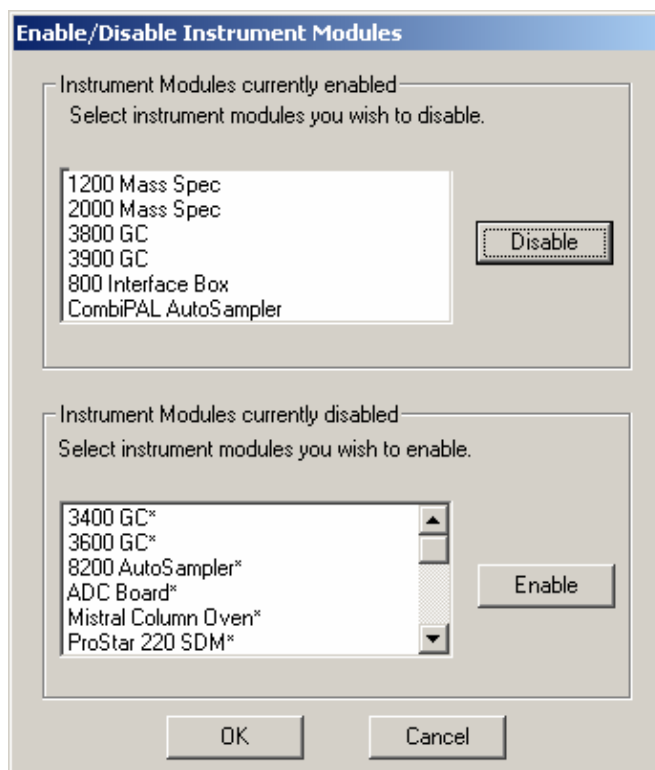 Enable/Disable Instrument Modules
Instrument Modules currently enabled
Select instrument modules you wish to disable.
1200 Mass Spec
2000 Mass Spec
3800 GC
3900 GC
800 Interface Box
CombiPAL AutoSampler
Disable
Instrument Modules currently disabled
Select instrument modules you wish to enable.
3400 GC*
3600 GC*
8200 AutoSampler*
ADC Board*
Mistral Column Oven*
ProStar 220 SDM*
Enable
OK
Cancel